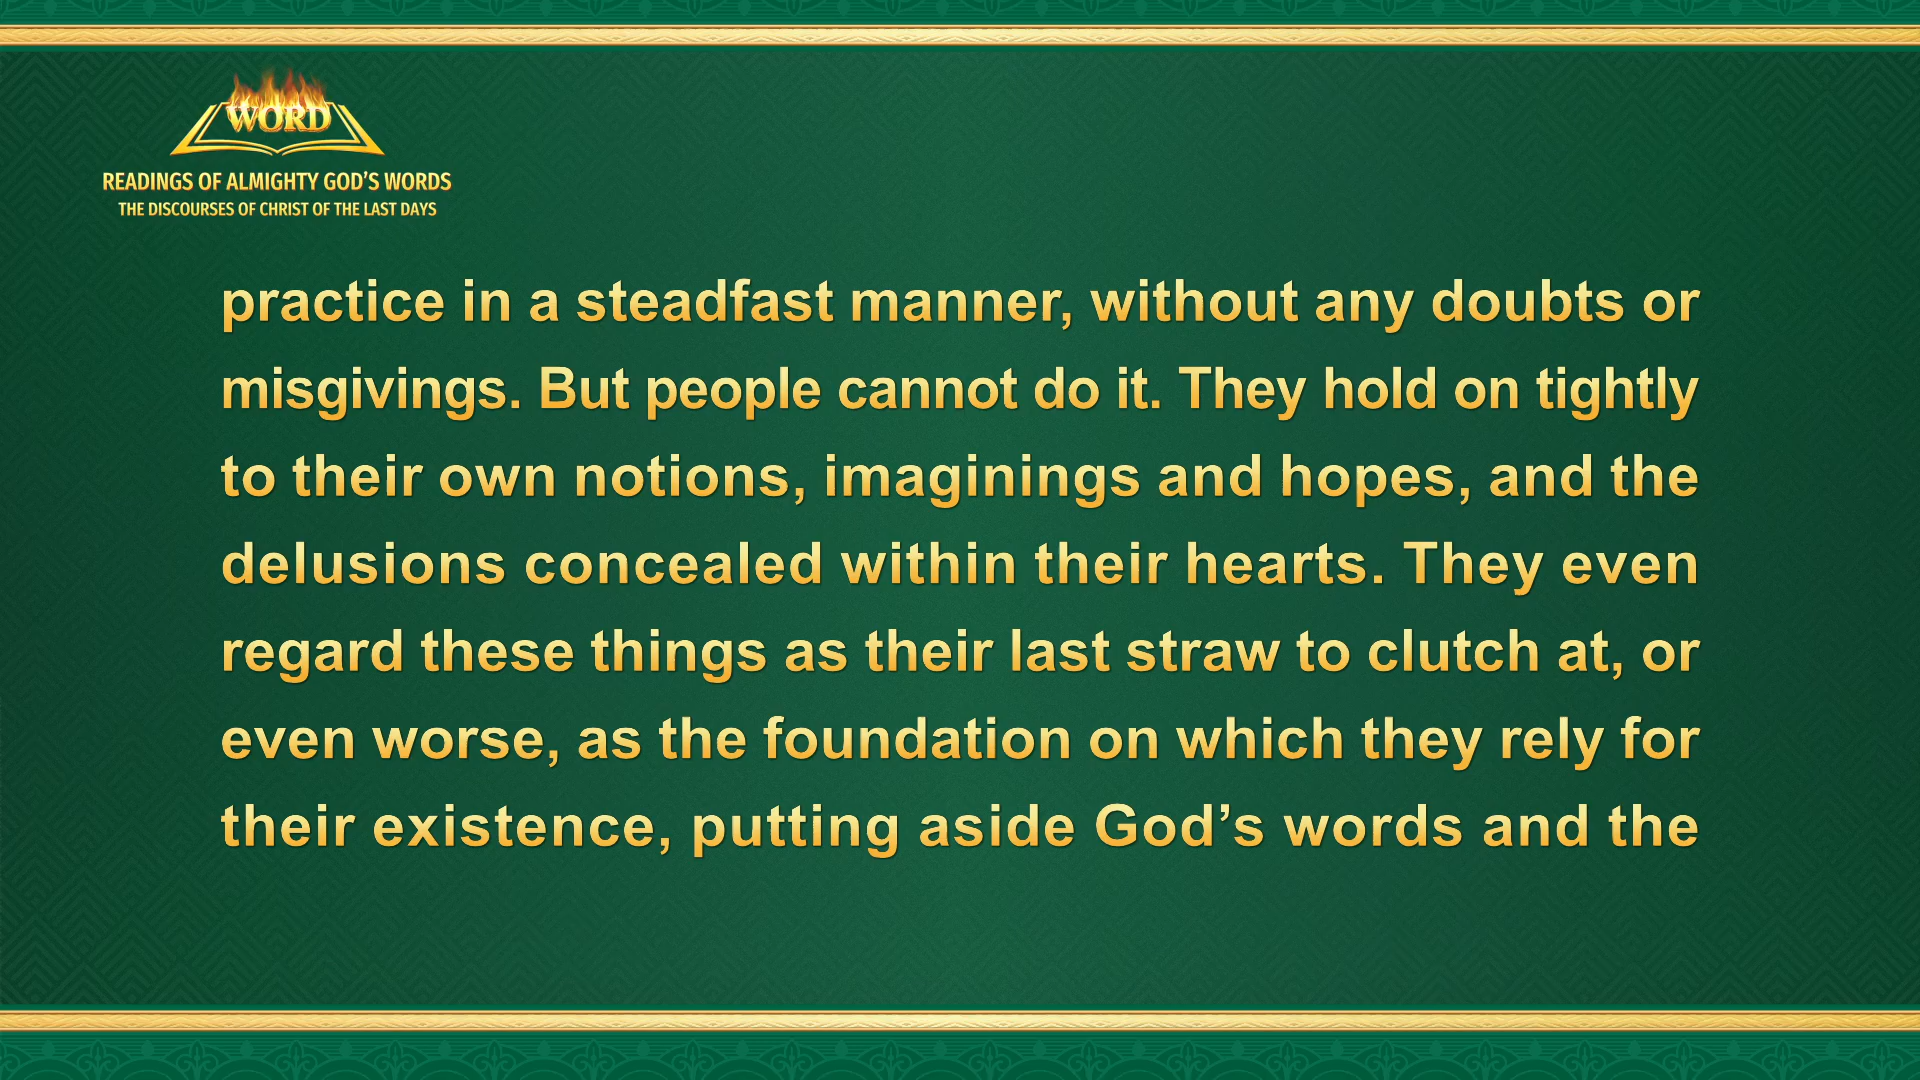 WORD
READINGS OF ALMIGHTY GOD’S WORDS
THE DISCOURSES OF CHRIST OF THE LAST DAYS
practice in a steadfast manner, without any doubts or
misgivings. But people cannot do it. They hold on tightly
to their own notions, imaginings and hopes, and the
delusions concealed within their hearts. They even
regard these things as their last straw to clutch at, or
even worse, as the foundation on which they rely for
their existence, putting aside God’s words and the